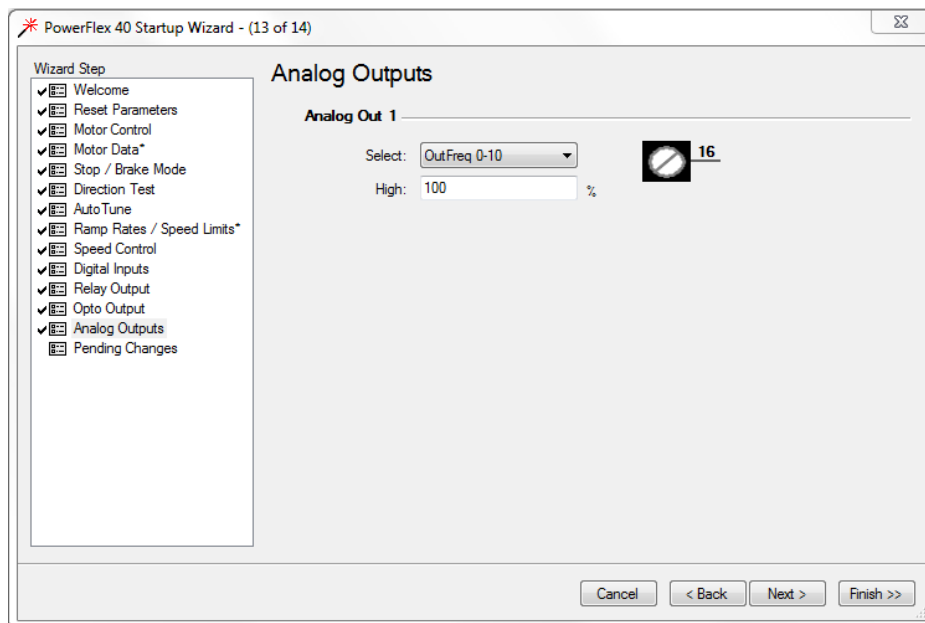 PowerFlex 40 Startup Wizard - (13 of 14)
Wizard Step
Welcome
Reset Parameters
Motor Control
Motor Data*
Stop / Brake Mode
Direction Test
AutoTune
Ramp Rates / Speed Limits*
Speed Control
Digital Inputs
Relay Output
Opto Output
Analog Outputs
Pending Changes
Analog Outputs
Analog Out 1
Select: OutFreq 0-10
16
High: 100 %
Cancel < Back Next > Finish >>